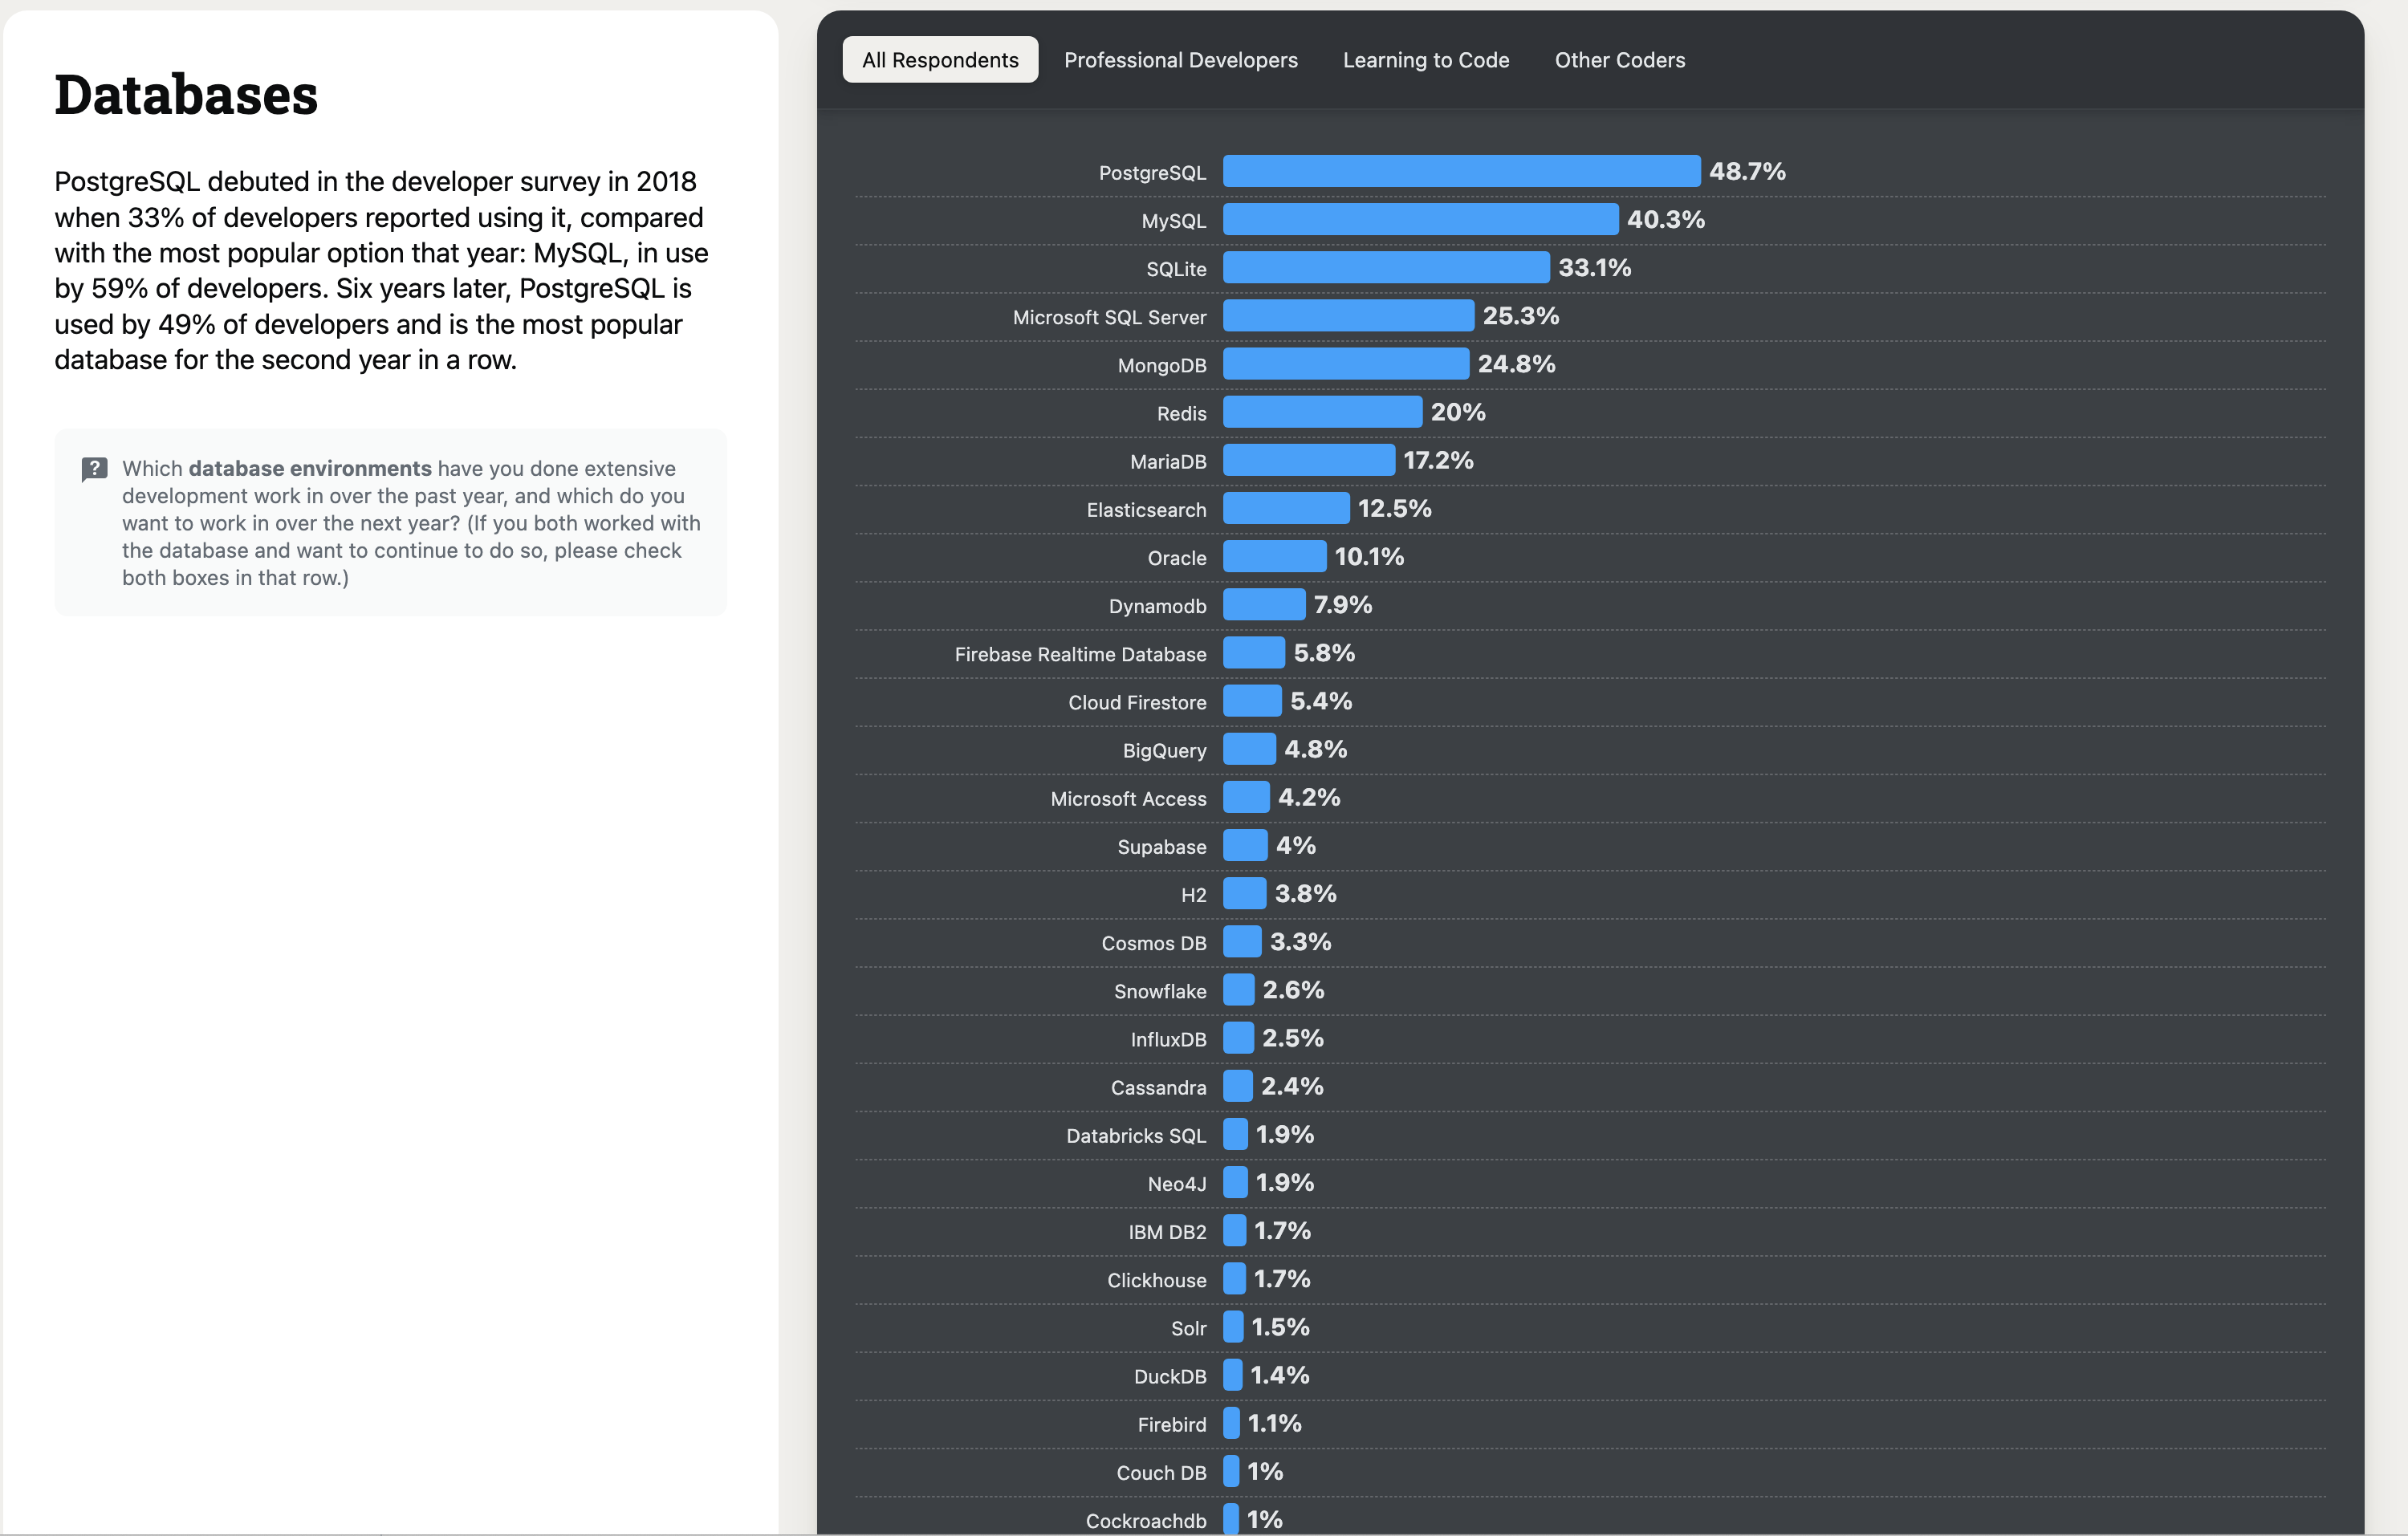 Databases
PostgreSQL debuted in the developer survey in 2018
when 33% of developers reported using it, compared
with the most popular option that year: MySQL, in use
by 59% of developers. Six years later, PostgreSQL is
used by 49% of developers and is the most popular
database for the second year in a row.
? Which database environments have you done extensive
development work in over the past year, and which do you
want to work in over the next year? (If you both worked with
the database and want to continue to do so, please check
both boxes in that row.)
All Respondents Professional Developers Learning to Code Other Coders
PostgreSQL 48.7%
MySQL 40.3%
SQLite 33.1%
Microsoft SQL Server 25.3%
MongoDB 24.8%
Redis 20%
MariaDB 17.2%
Elasticsearch 12.5%
Oracle 10.1%
Dynamodb 7.9%
Firebase Realtime Database 5.8%
Cloud Firestore 5.4%
BigQuery 4.8%
Microsoft Access 4.2%
Supabase 4%
H2 3.8%
Cosmos DB 3.3%
Snowflake 2.6%
InfluxDB 2.5%
Cassandra 2.4%
Databricks SQL 1.9%
Neo4J 1.9%
IBM DB2 1.7%
Clickhouse 1.7%
Solr 1.5%
DuckDB 1.4%
Firebird 1.1%
Couch DB 1%
Cockroachdb 1%